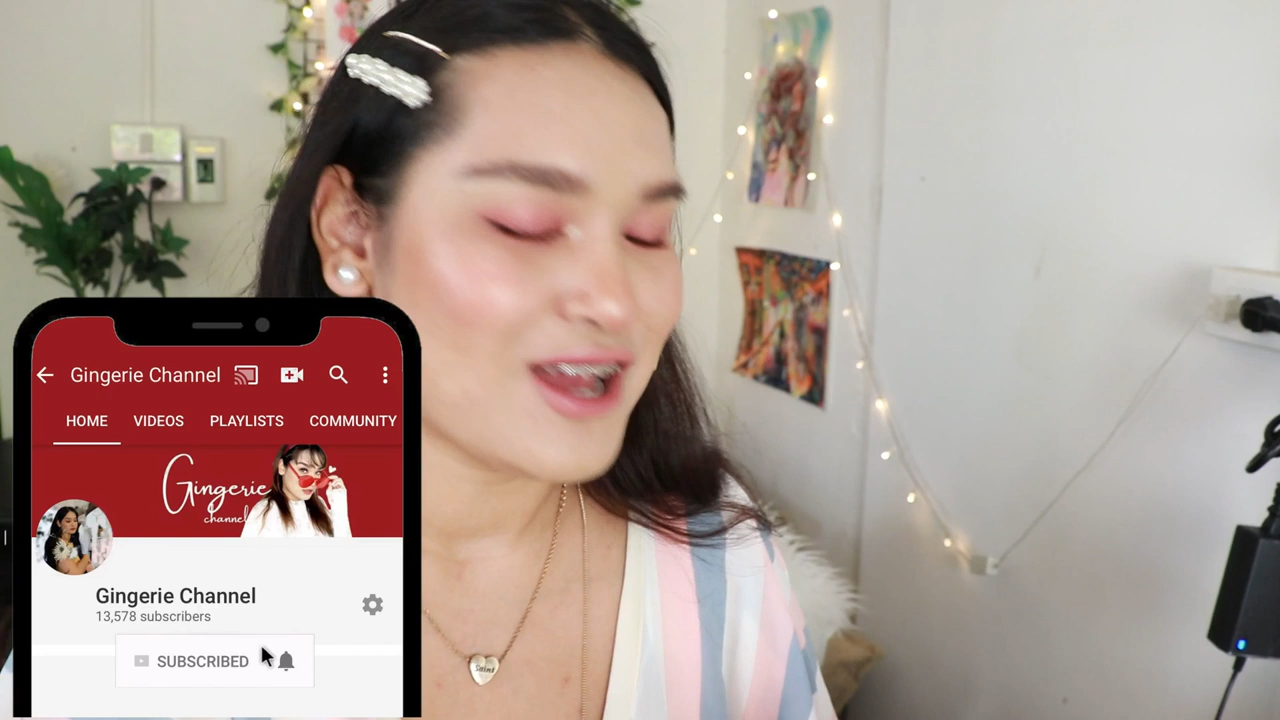 Gingerie Channel
HOME VIDEOS PLAYLISTS COMMUNITY
Gingerie
channel
Gingerie Channel
13,578 subscribers
SUBSCRIBED